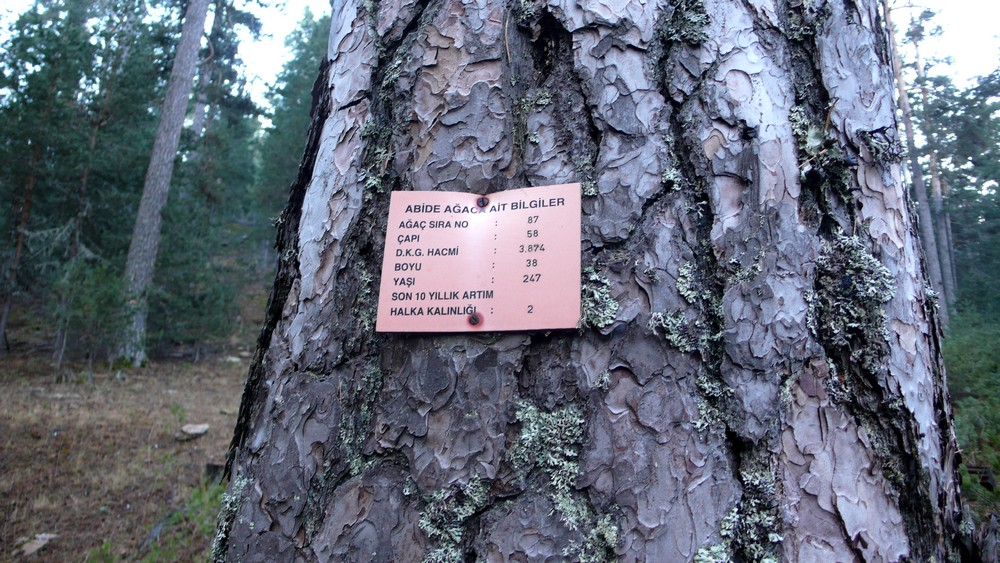 ABİDE AĞACA AİT BİLGİLER
AĞAÇ SIRA NO : 87
ÇAPI : 58
D.K.G. HACMİ : 3.874
BOYU : 38
YAŞI : 247
SON 10 YILLIK ARTIM
HALKA KALINLIĞI : 2